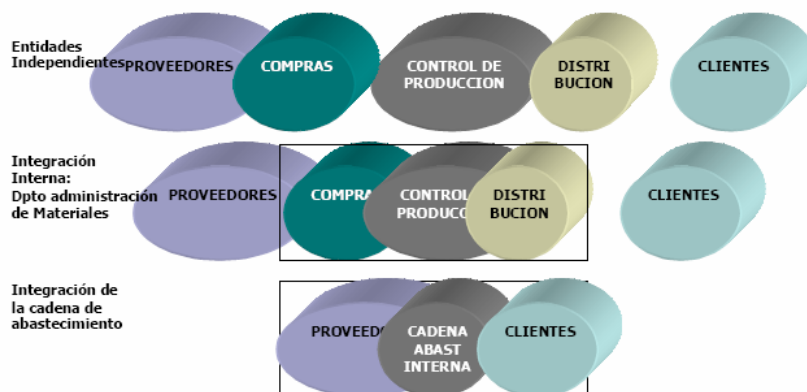 Entidades
Independientes
PROVEEDORES
COMPRAS
CONTROL DE
PRODUCCION
DISTRI
BUCION
CLIENTES
Integración
Interna:
Dpto administración
de Materiales
PROVEEDORES
COMPRA
CONTROL
PRODUCC
DISTRI
BUCION
CLIENTES
Integración de
la cadena de
abastecimiento
PROVEED
CADENA
ABAST
INTERNA
CLIENTES